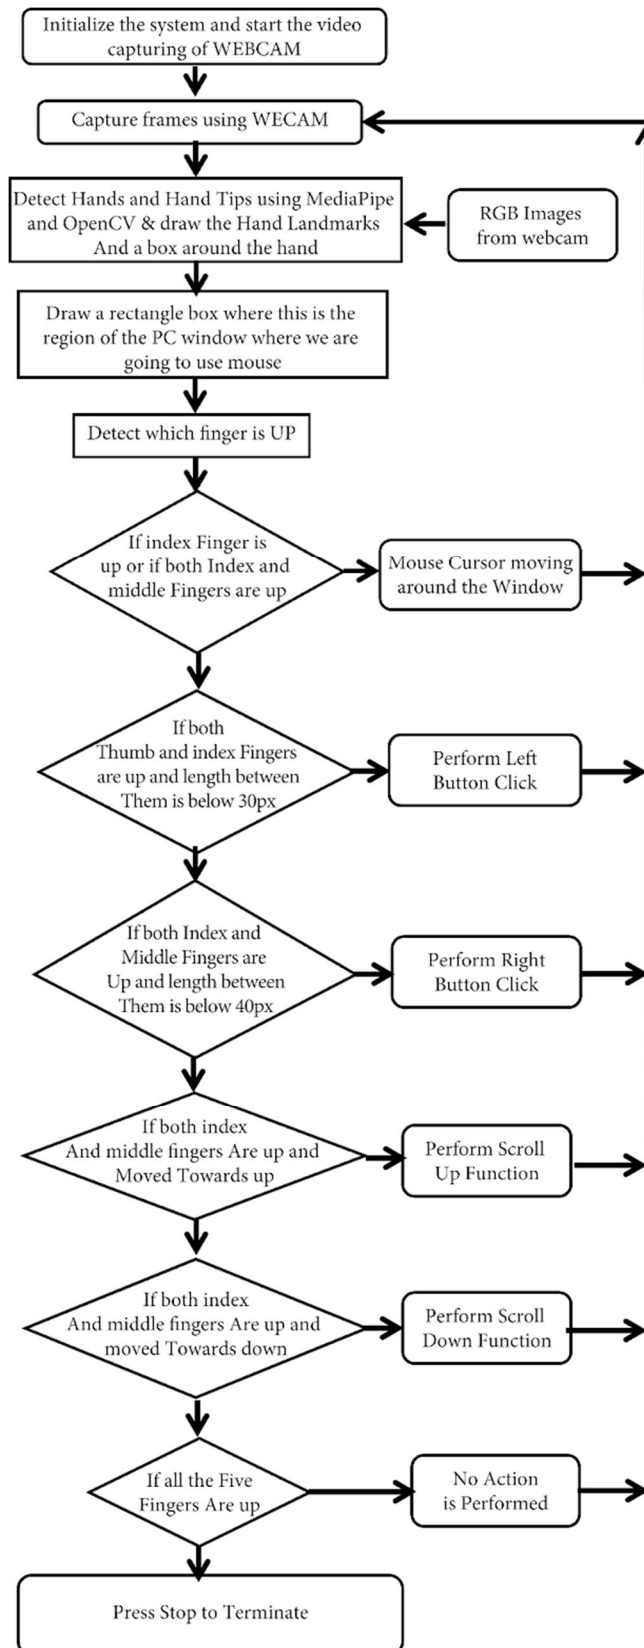 Initialize the system and start the video
capturing of WEBCAM
Capture frames using WECAM
Detect Hands and Hand Tips using MediaPipe
and OpenCV & draw the Hand Landmarks
And a box around the hand
RGB Images
from webcam
Draw a rectangle box where this is the
region of the PC window where we are
going to use mouse
Detect which finger is UP
If index Finger is
up or if both Index and
middle Fingers are up
Mouse Cursor moving
around the Window
If both
Thumb and index Fingers
are up and length between
Them is below 30px
Perform Left
Button Click
If both Index and
Middle Fingers are
Up and length between
Them is below 40px
Perform Right
Button Click
If both index
And middle fingers Are up and
Moved Towards up
Perform Scroll
Up Function
If both index
And middle fingers Are up and
moved Towards down
Perform Scroll
Down Function
If all the Five
Fingers Are up
No Action
is Performed
Press Stop to Terminate